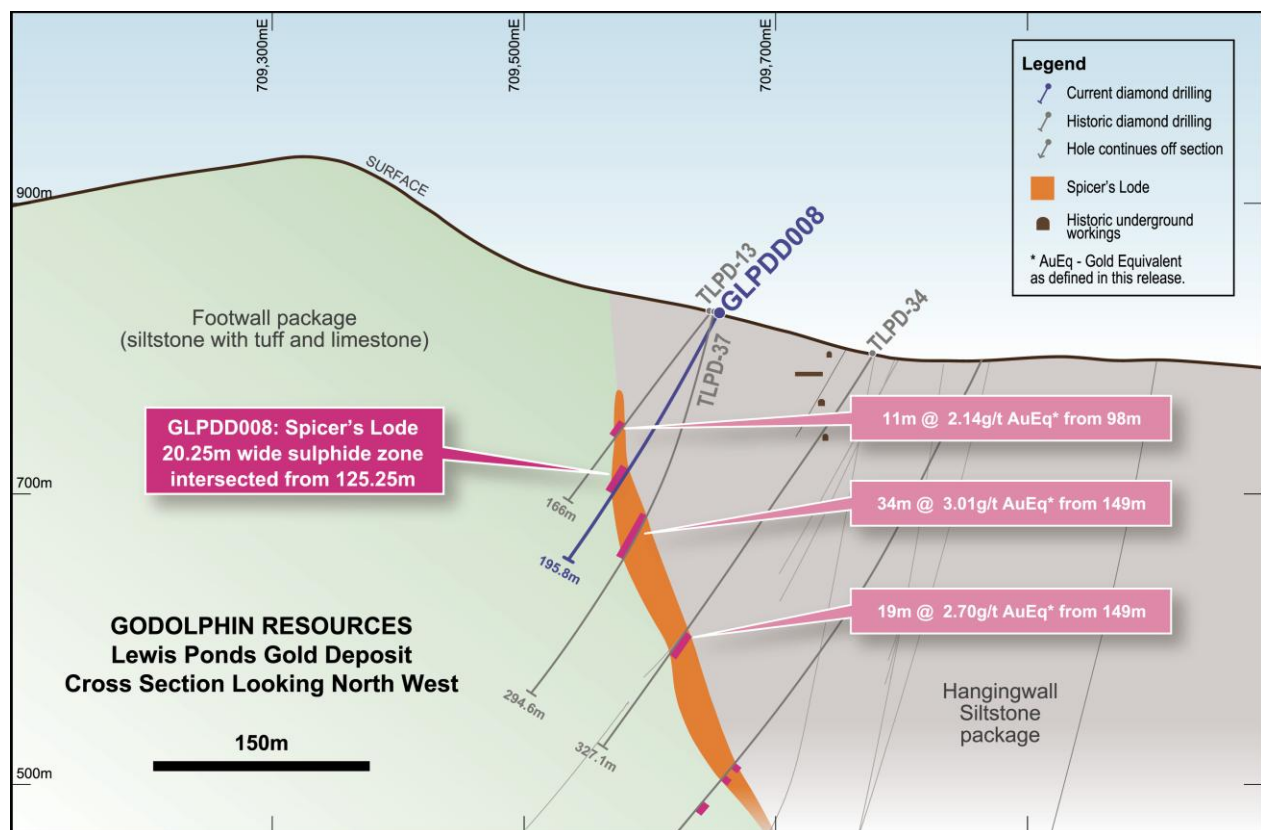 709,300mE
709,500mE
709,700mE
Legend
Current diamond drilling
Historic diamond drilling
Hole continues off section
Spicer's Lode
Historic underground
workings
* AuEq - Gold Equivalent
as defined in this release.
SURFACE
900m
TLPD-13
GLPDD008
TLPD-37
TLPD-34
Footwall package
(siltstone with tuff and limestone)
GLPDD008: Spicer's Lode
20.25m wide sulphide zone
intersected from 125.25m
11m @ 2.14g/t AuEq* from 98m
700m
166m
34m @ 3.01g/t AuEq* from 149m
195.8m
19m @ 2.70g/t AuEq* from 149m
GODOLPHIN RESOURCES
Lewis Ponds Gold Deposit
Cross Section Looking North West
294.6m
327.1m
Hangingwall
Siltstone
package
150m
500m